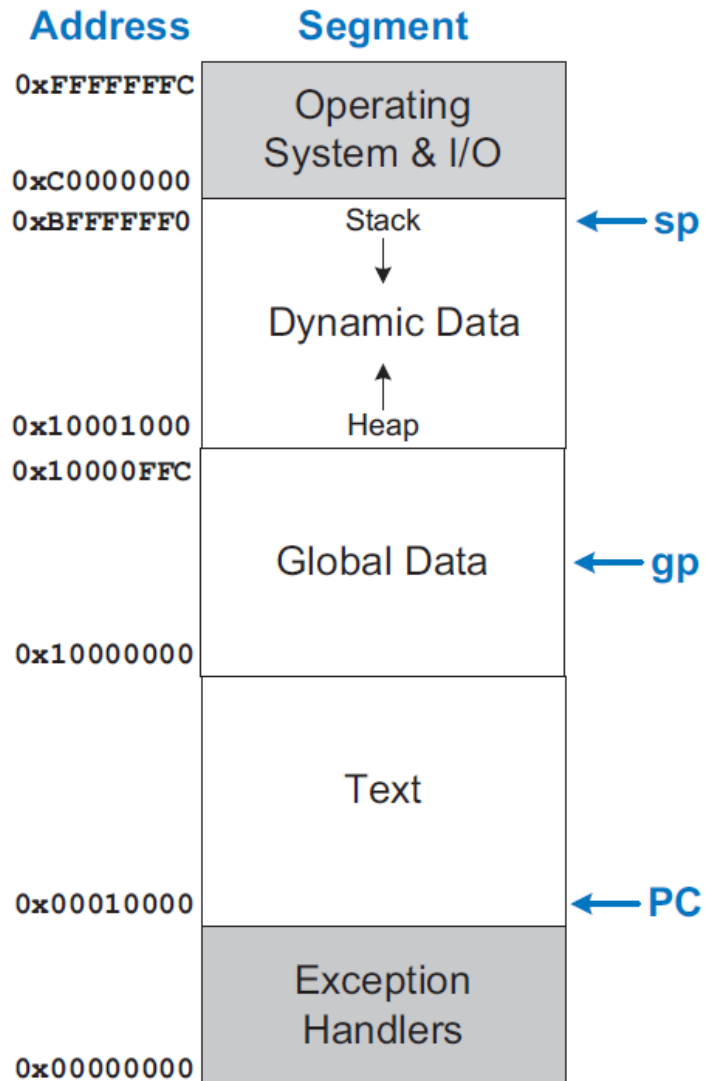 Address Segment
0xFFFFFFFC
Operating
System & I/O
0xC0000000
0xBFFFFFF0 Stack sp
Dynamic Data
0x10001000 Heap
0x10000FFC
Global Data gp
0x10000000
Text
0x00010000 PC
Exception
Handlers
0x00000000